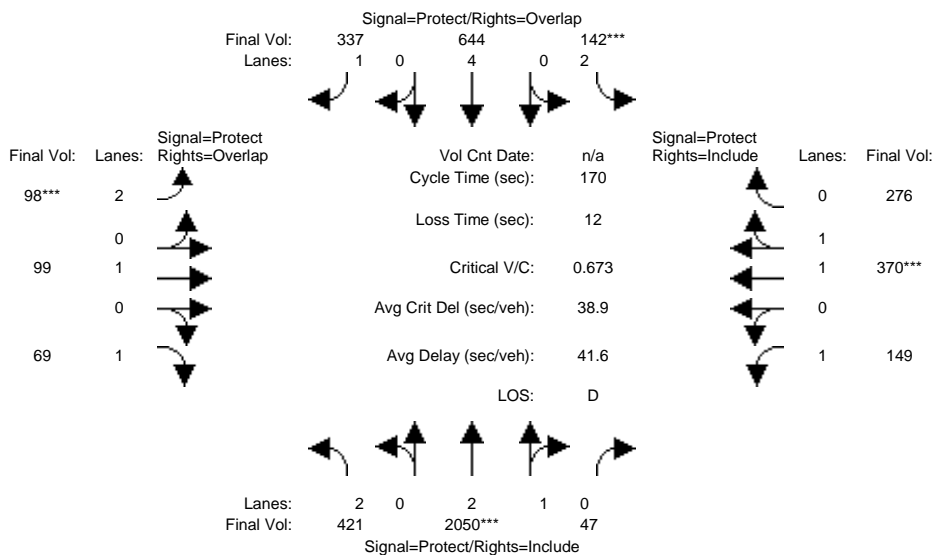 Signal=Protect/Rights=Overlap
Final Vol: 337 644 142***
Lanes: 1 0 4 0 2
Signal=Protect
Final Vol: Lanes: Rights=Overlap
Vol Cnt Date: n/a
Signal=Protect
Rights=Include Lanes: Final Vol:
Cycle Time (sec): 170
98*** 2
0 276
Loss Time (sec): 12
0
1
99 1
Critical V/C: 0.673
1 370***
0
Avg Crit Del (sec/veh): 38.9
0
69 1
Avg Delay (sec/veh): 41.6
1 149
LOS: D
Lanes: 2 0 2 1 0
Final Vol: 421 2050*** 47
Signal=Protect/Rights=Include